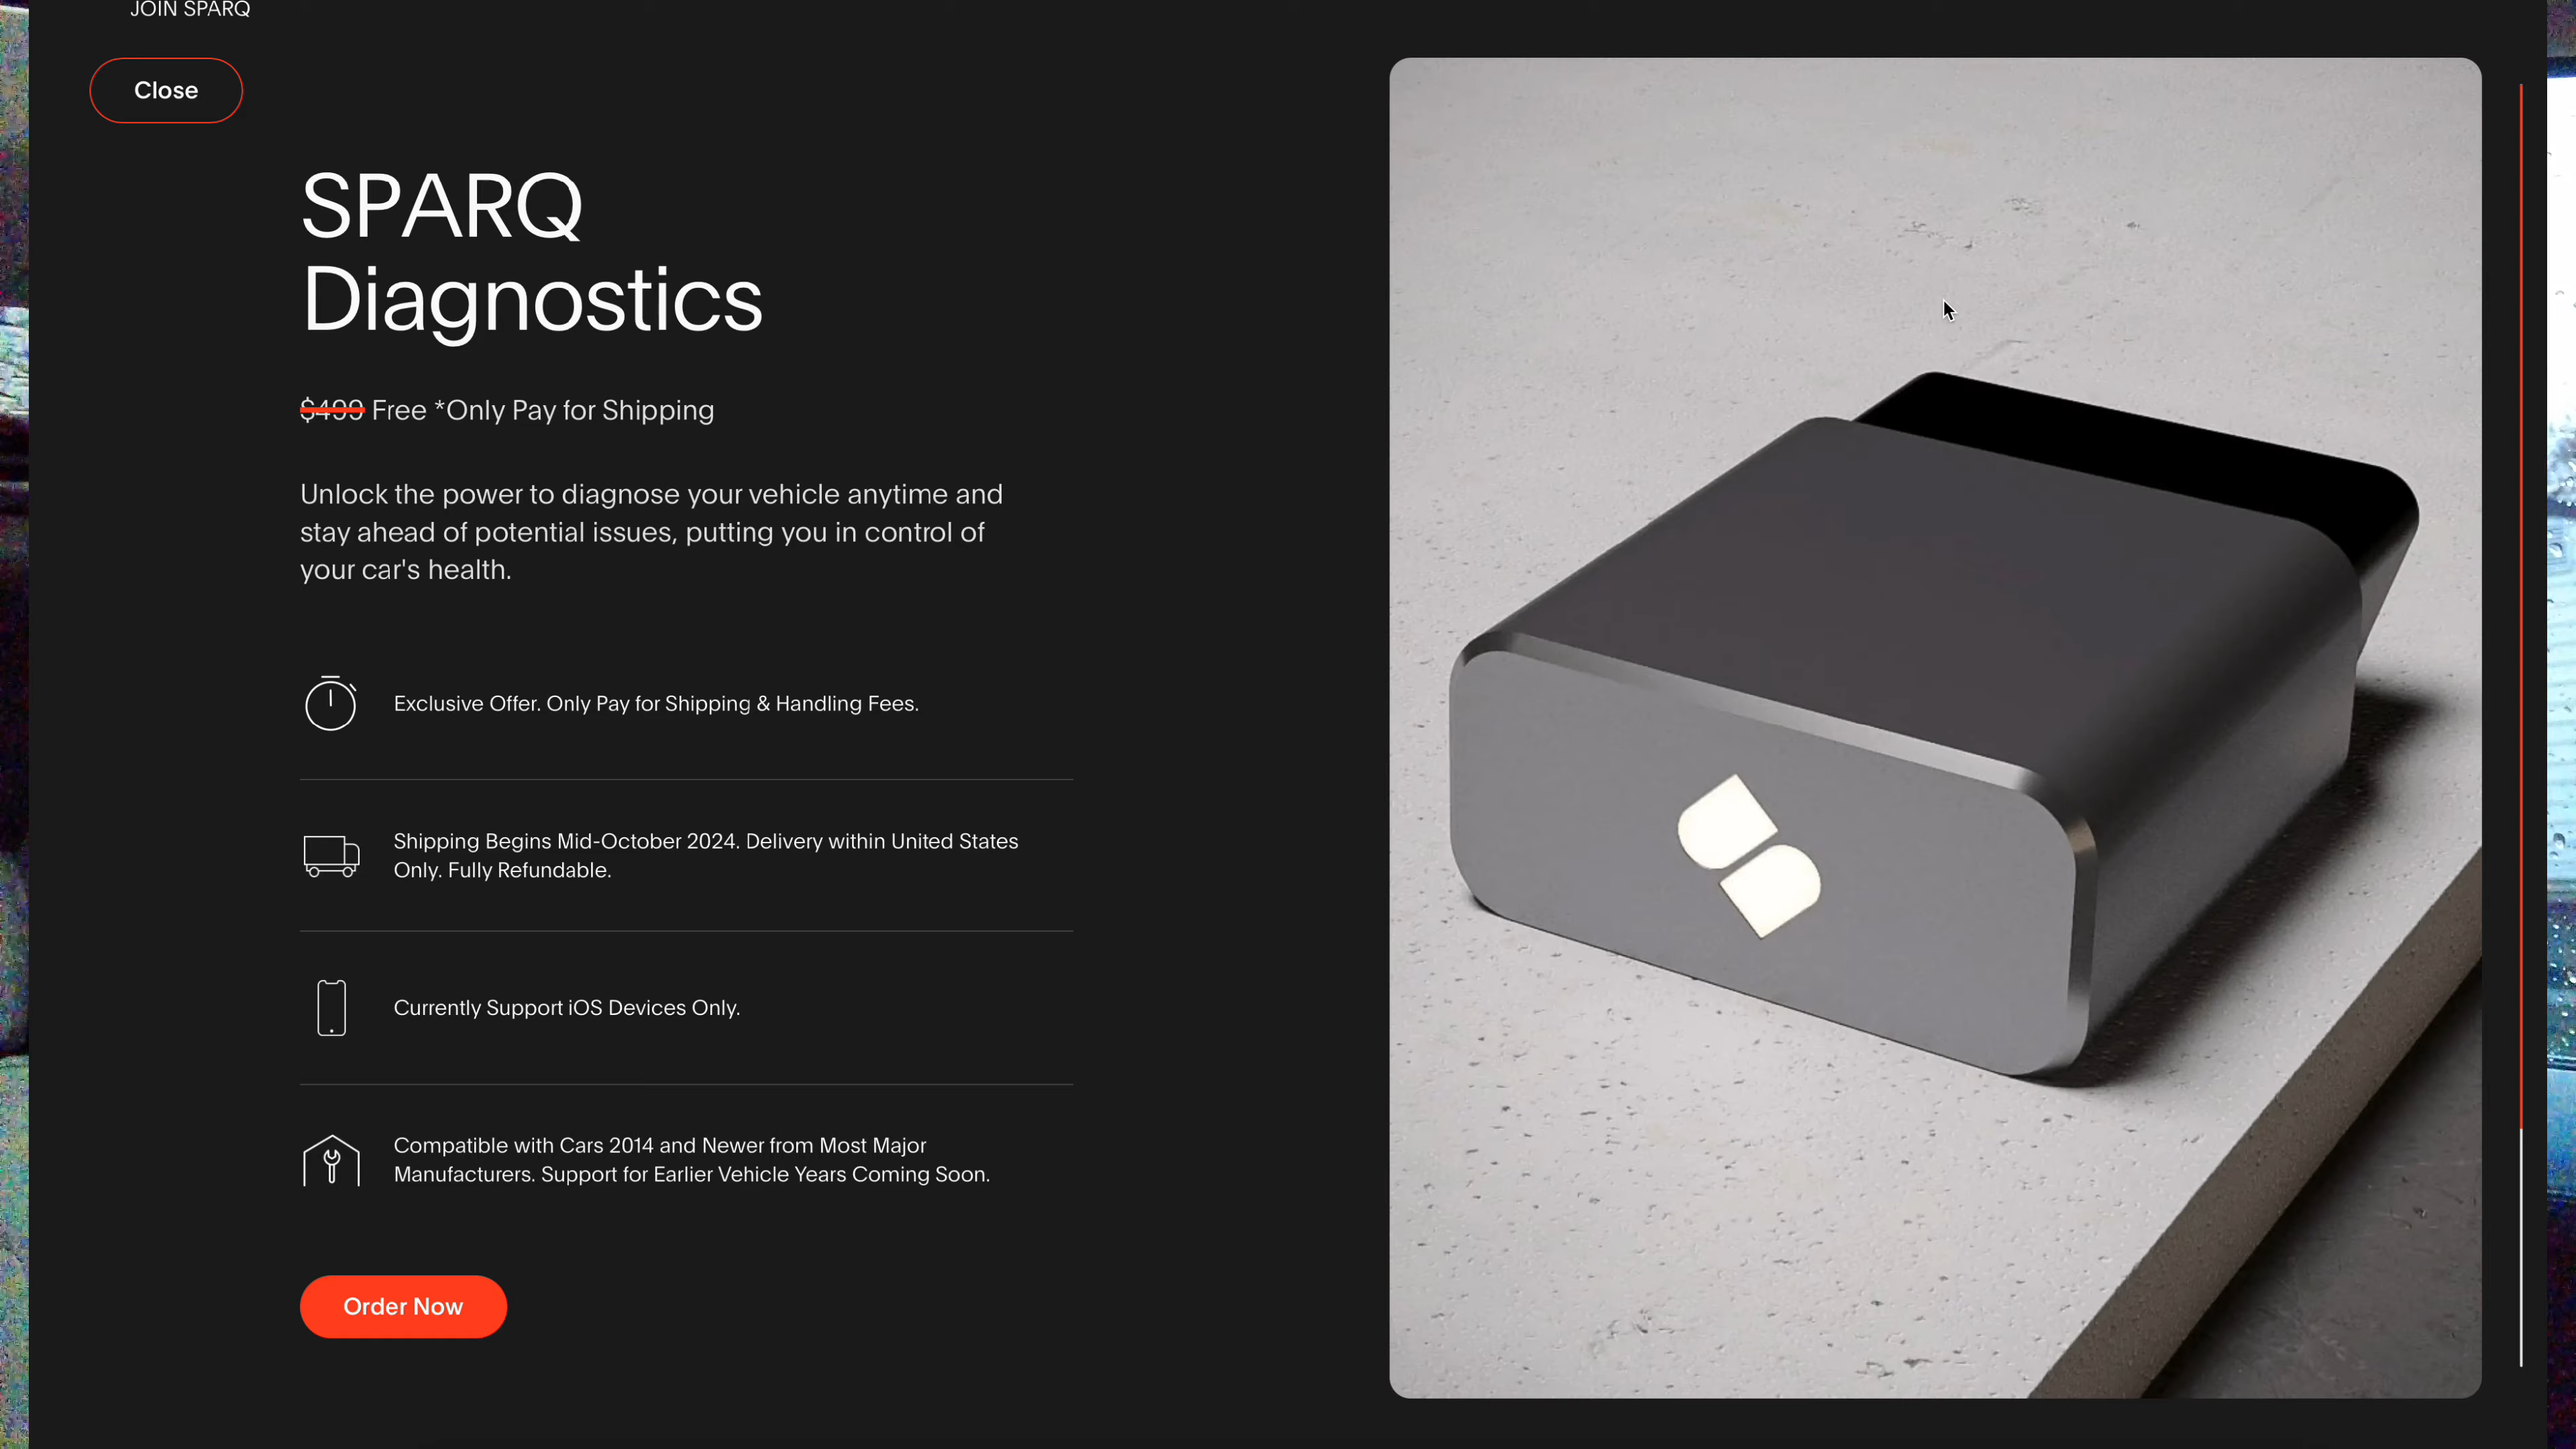 JOIN SPARQ
Close
SPARQ
Diagnostics
$499 Free *Only Pay for Shipping
Unlock the power to diagnose your vehicle anytime and
stay ahead of potential issues, putting you in control of
your car's health.
Exclusive Offer. Only Pay for Shipping & Handling Fees.
Shipping Begins Mid-October 2024. Delivery within United States
Only. Fully Refundable.
Currently Support iOS Devices Only.
Compatible with Cars 2014 and Newer from Most Major
Manufacturers. Support for Earlier Vehicle Years Coming Soon.
Order Now